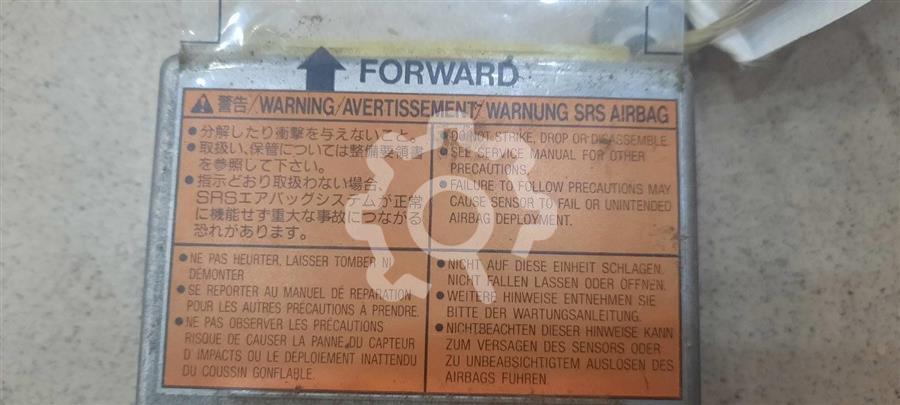 FORWARD
警告/WARNING/AVERTISSEMENT/WARNUNG SRS AIRBAG
●分解したり衝撃を与えないこと。
●取扱い、保管については整備要領書
を参照して下さい。
●指示どおり取扱わない場合、
SRSエアバッグシステムが正常
に機能せず重大な事故につながる
恐れがあります。
●DO NOT STRIKE, DROP OR DISASSEMBLE.
●SEE SERVICE MANUAL FOR OTHER
PRECAUTIONS.
●FAILURE TO FOLLOW PRECAUTIONS MAY
CAUSE SENSOR TO FAIL OR UNINTENDED
AIRBAG DEPLOYMENT.
●NE PAS HEURTER, LAISSER TOMBER NI
DÉMONTER
●SE REPORTER AU MANUEL DE RÉPARATION
POUR LES AUTRES PRÉCAUTIONS A PRENDRE.
●NE PAS OBSERVER LES PRÉCAUTIONS
RISQUE DE CAUSER LA PANNE DU CAPTEUR
D'IMPACTS OU LE DEPLOIEMENT INATTENDU
DU COUSSIN GONFLABLE.
●NICHT AUF DIESE EINHEIT SCHLAGEN,
NICHT FALLEN LASSEN ODER ÖFFNEN.
●WEITERE HINWEISE ENTNEHMEN SIE
BITTE DER WARTUNGSANLEITUNG.
●NICHTBEACHTEN DIESER HINWEISE KANN
ZUM VERSAGEN DES SENSORS ODER
ZU UNBEABSICHTIGTEM AUSLÖSEN DES
AIRBAGS FÜHREN.